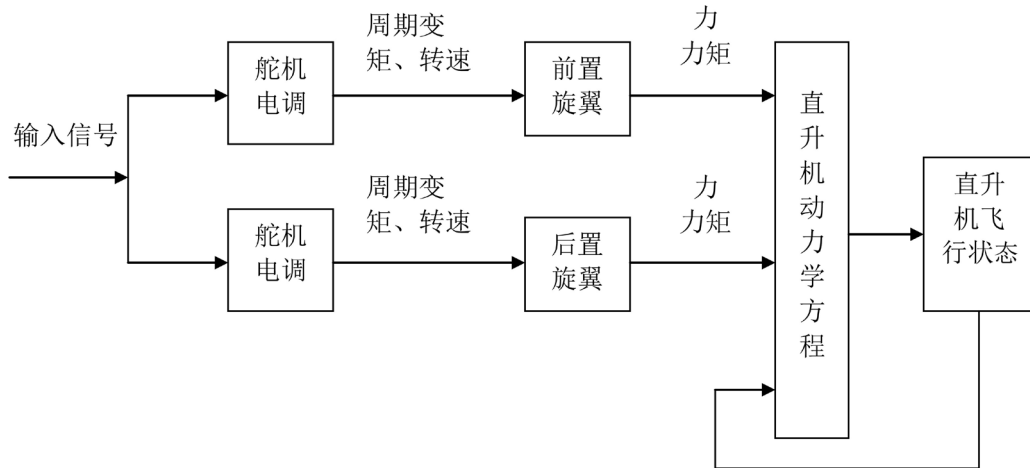 输入信号
舵机
电调
周期变
矩、转速
前置
旋翼
力
力矩
舵机
电调
周期变
矩、转速
后置
旋翼
力
力矩
直
升
机
动
力
学
方
程
直升
机飞
行状态